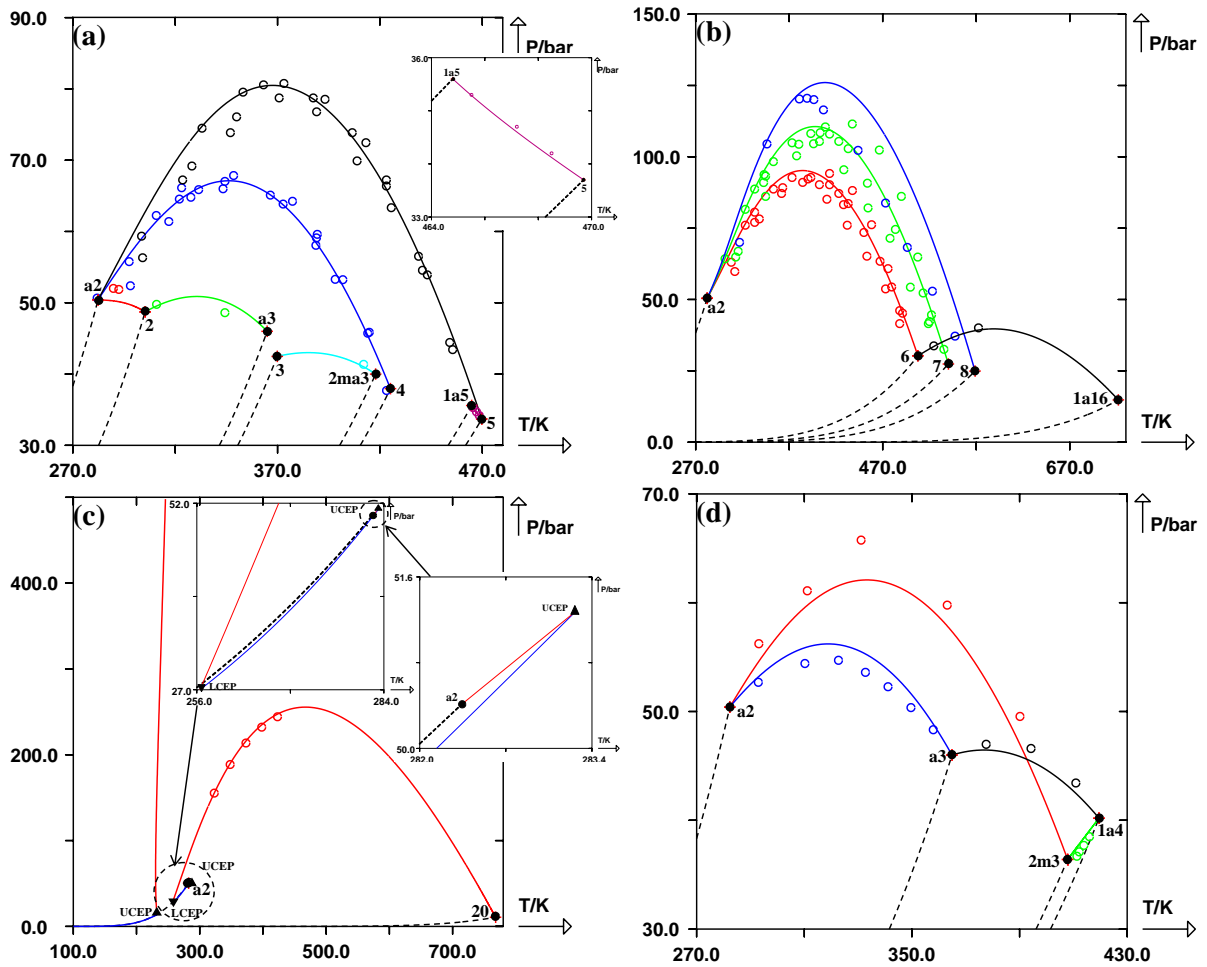 (a)
90.0
P/bar
70.0
50.0
30.0
a2
2
a3
3
2ma3
4
1a5
5
T/K
270.0
370.0
470.0
36.0
P/bar
1a5
5
33.0
T/K
464.0
470.0
(b)
150.0
P/bar
100.0
50.0
0.0
a2
6
7
8
1a16
T/K
270.0
470.0
670.0
(c)
P/bar
400.0
200.0
0.0
UCEP
a2
UCEP
LCEP
20
T/K
100.0
300.0
500.0
700.0
52.0
UCEP
P/bar
LCEP
27.0
T/K
256.0
284.0
51.6
P/bar
UCEP
a2
50.0
T/K
282.0
283.4
(d)
70.0
P/bar
50.0
30.0
a2
a3
1a4
2m3
T/K
270.0
350.0
430.0